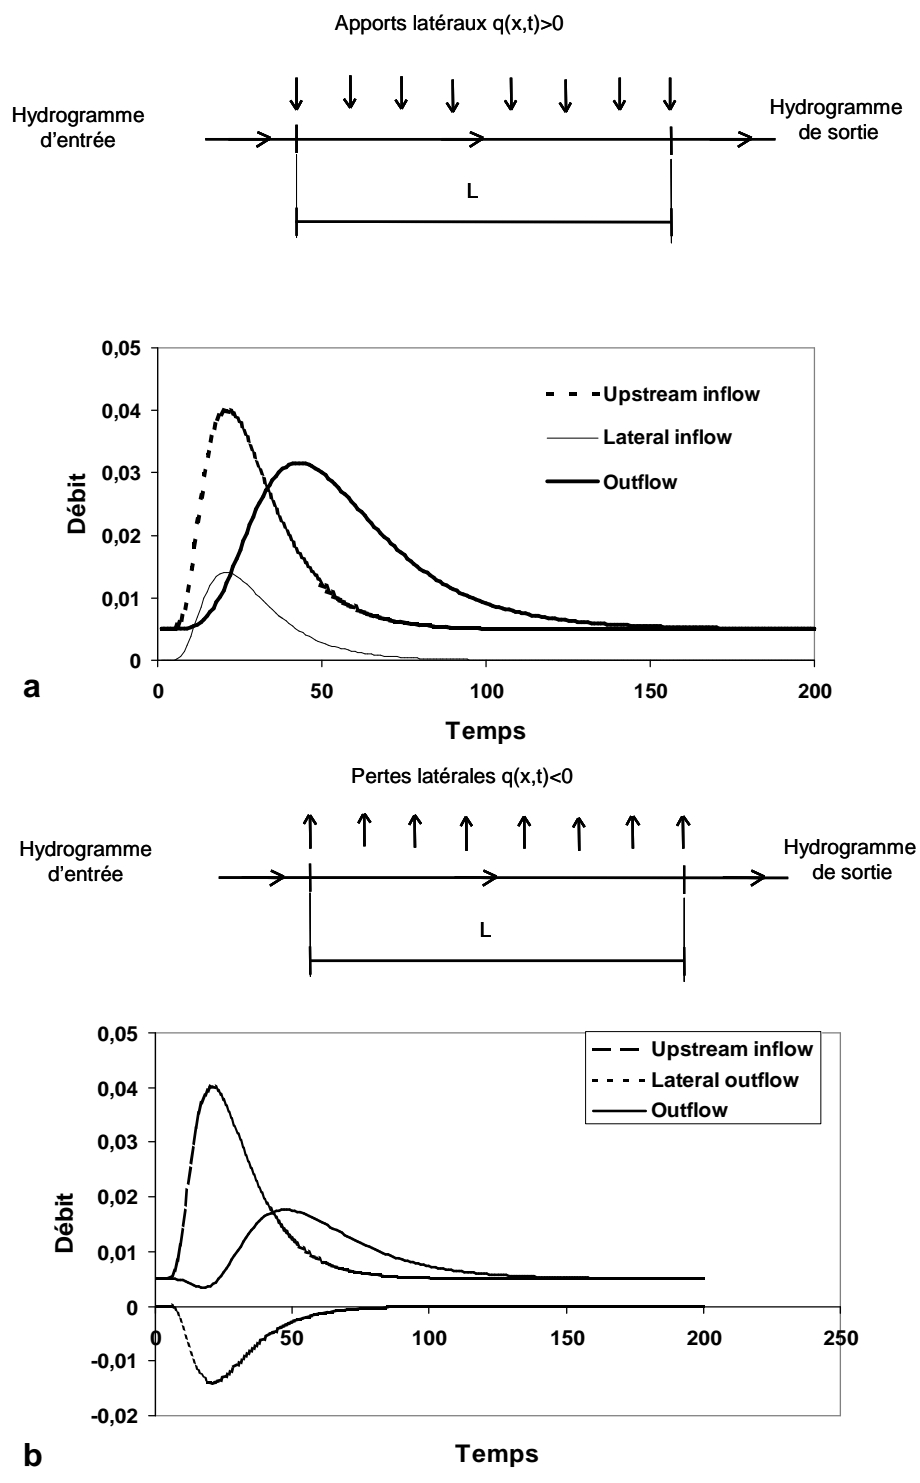 Apports latéraux q(x,t)>0
Hydrogramme
d'entrée
Hydrogramme
de sortie
L
0,05
0,04
0,03
0,02
0,01
0
Débit
Upstream inflow
Lateral inflow
Outflow
0
50
100
150
200
a
Temps
Pertes latérales q(x,t)<0
Hydrogramme
d'entrée
Hydrogramme
de sortie
L
0,05
0,04
0,03
0,02
0,01
0
-0,01
-0,02
Débit
Upstream inflow
Lateral outflow
Outflow
0
50
100
150
200
250
b
Temps